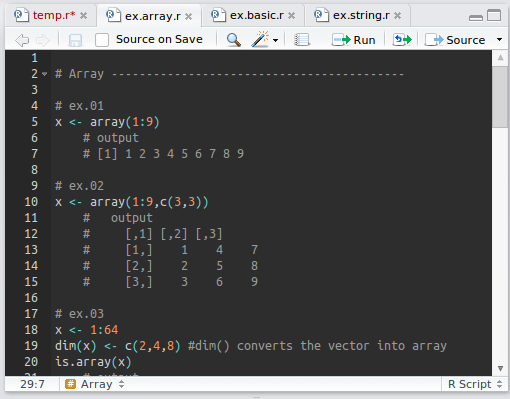 temp.r* ex.array.r ex.basic.r ex.string.r
Source on Save Run Source
1
2 # Array ------------------------------------------
3
4 # ex.01
5 x <- array(1:9)
6 # output
7 # [1] 1 2 3 4 5 6 7 8 9
8
9 # ex.02
10 x <- array(1:9,c(3,3))
11 # output
12 # [,1] [,2] [,3]
13 # [1,] 1 4 7
14 # [2,] 2 5 8
15 # [3,] 3 6 9
16
17 # ex.03
18 x <- 1:64
19 dim(x) <- c(2,4,8) #dim() converts the vector into array
20 is.array(x)
21 # output
29:7 # Array R Script